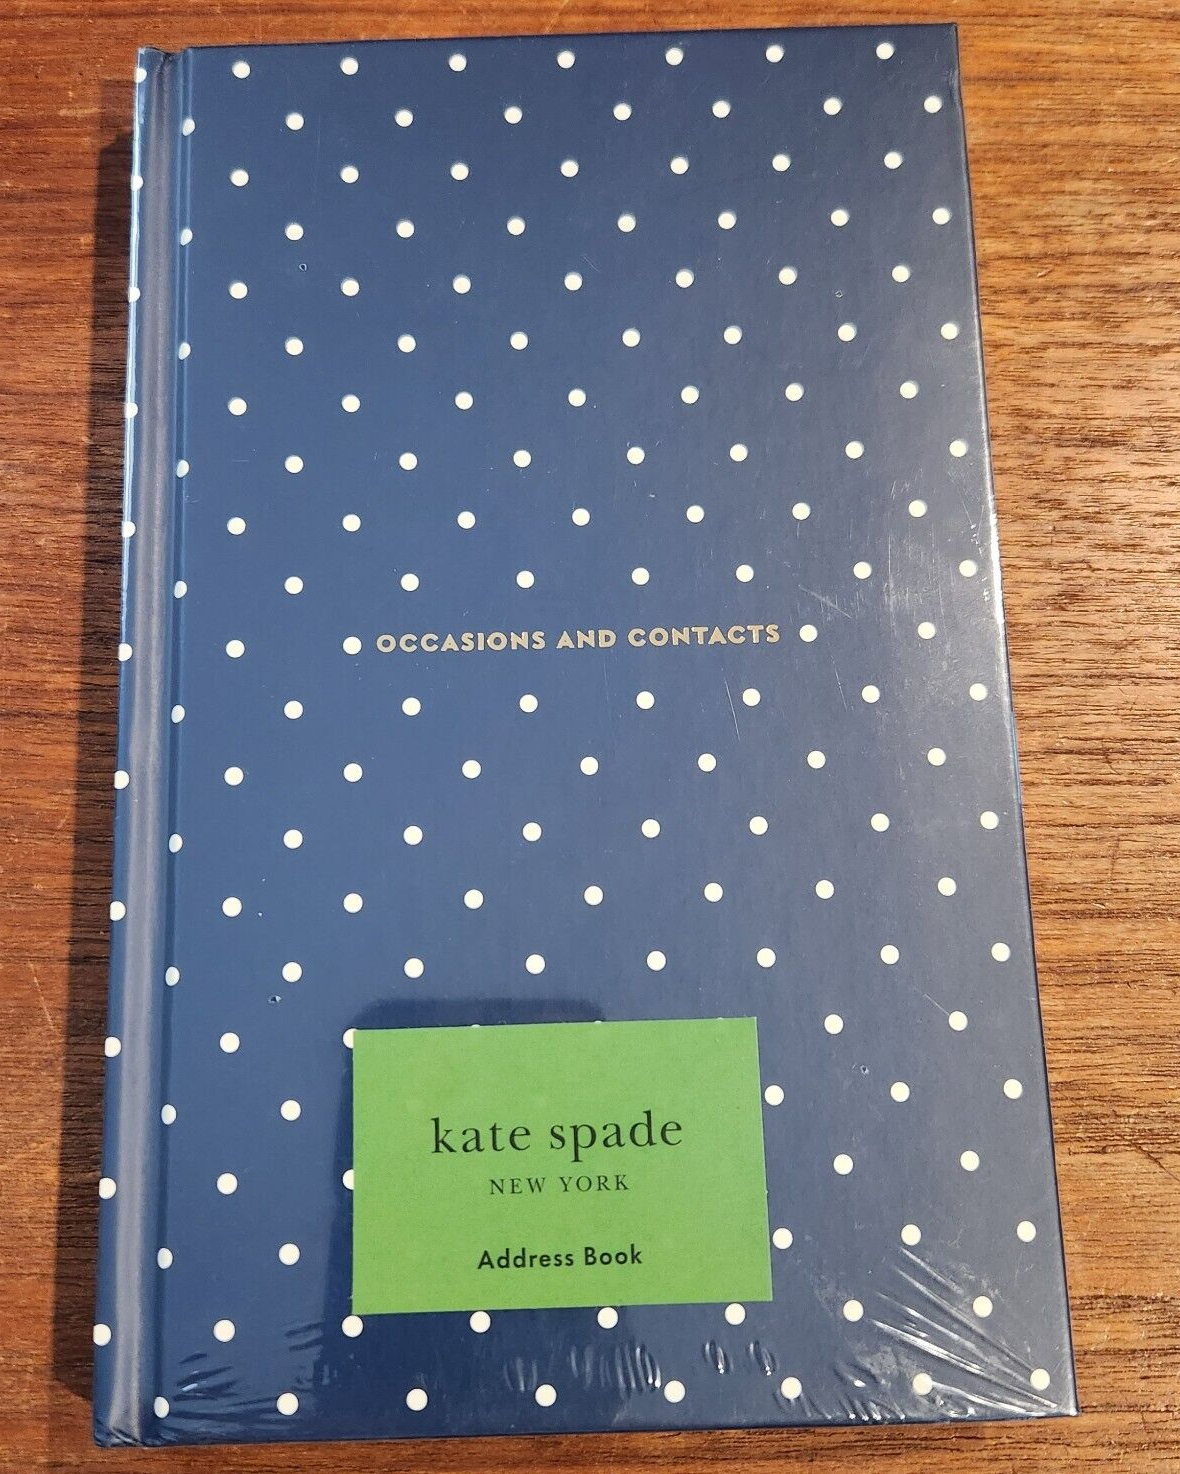 OCCASIONS AND CONTACTS
kate spade
NEW YORK
Address Book